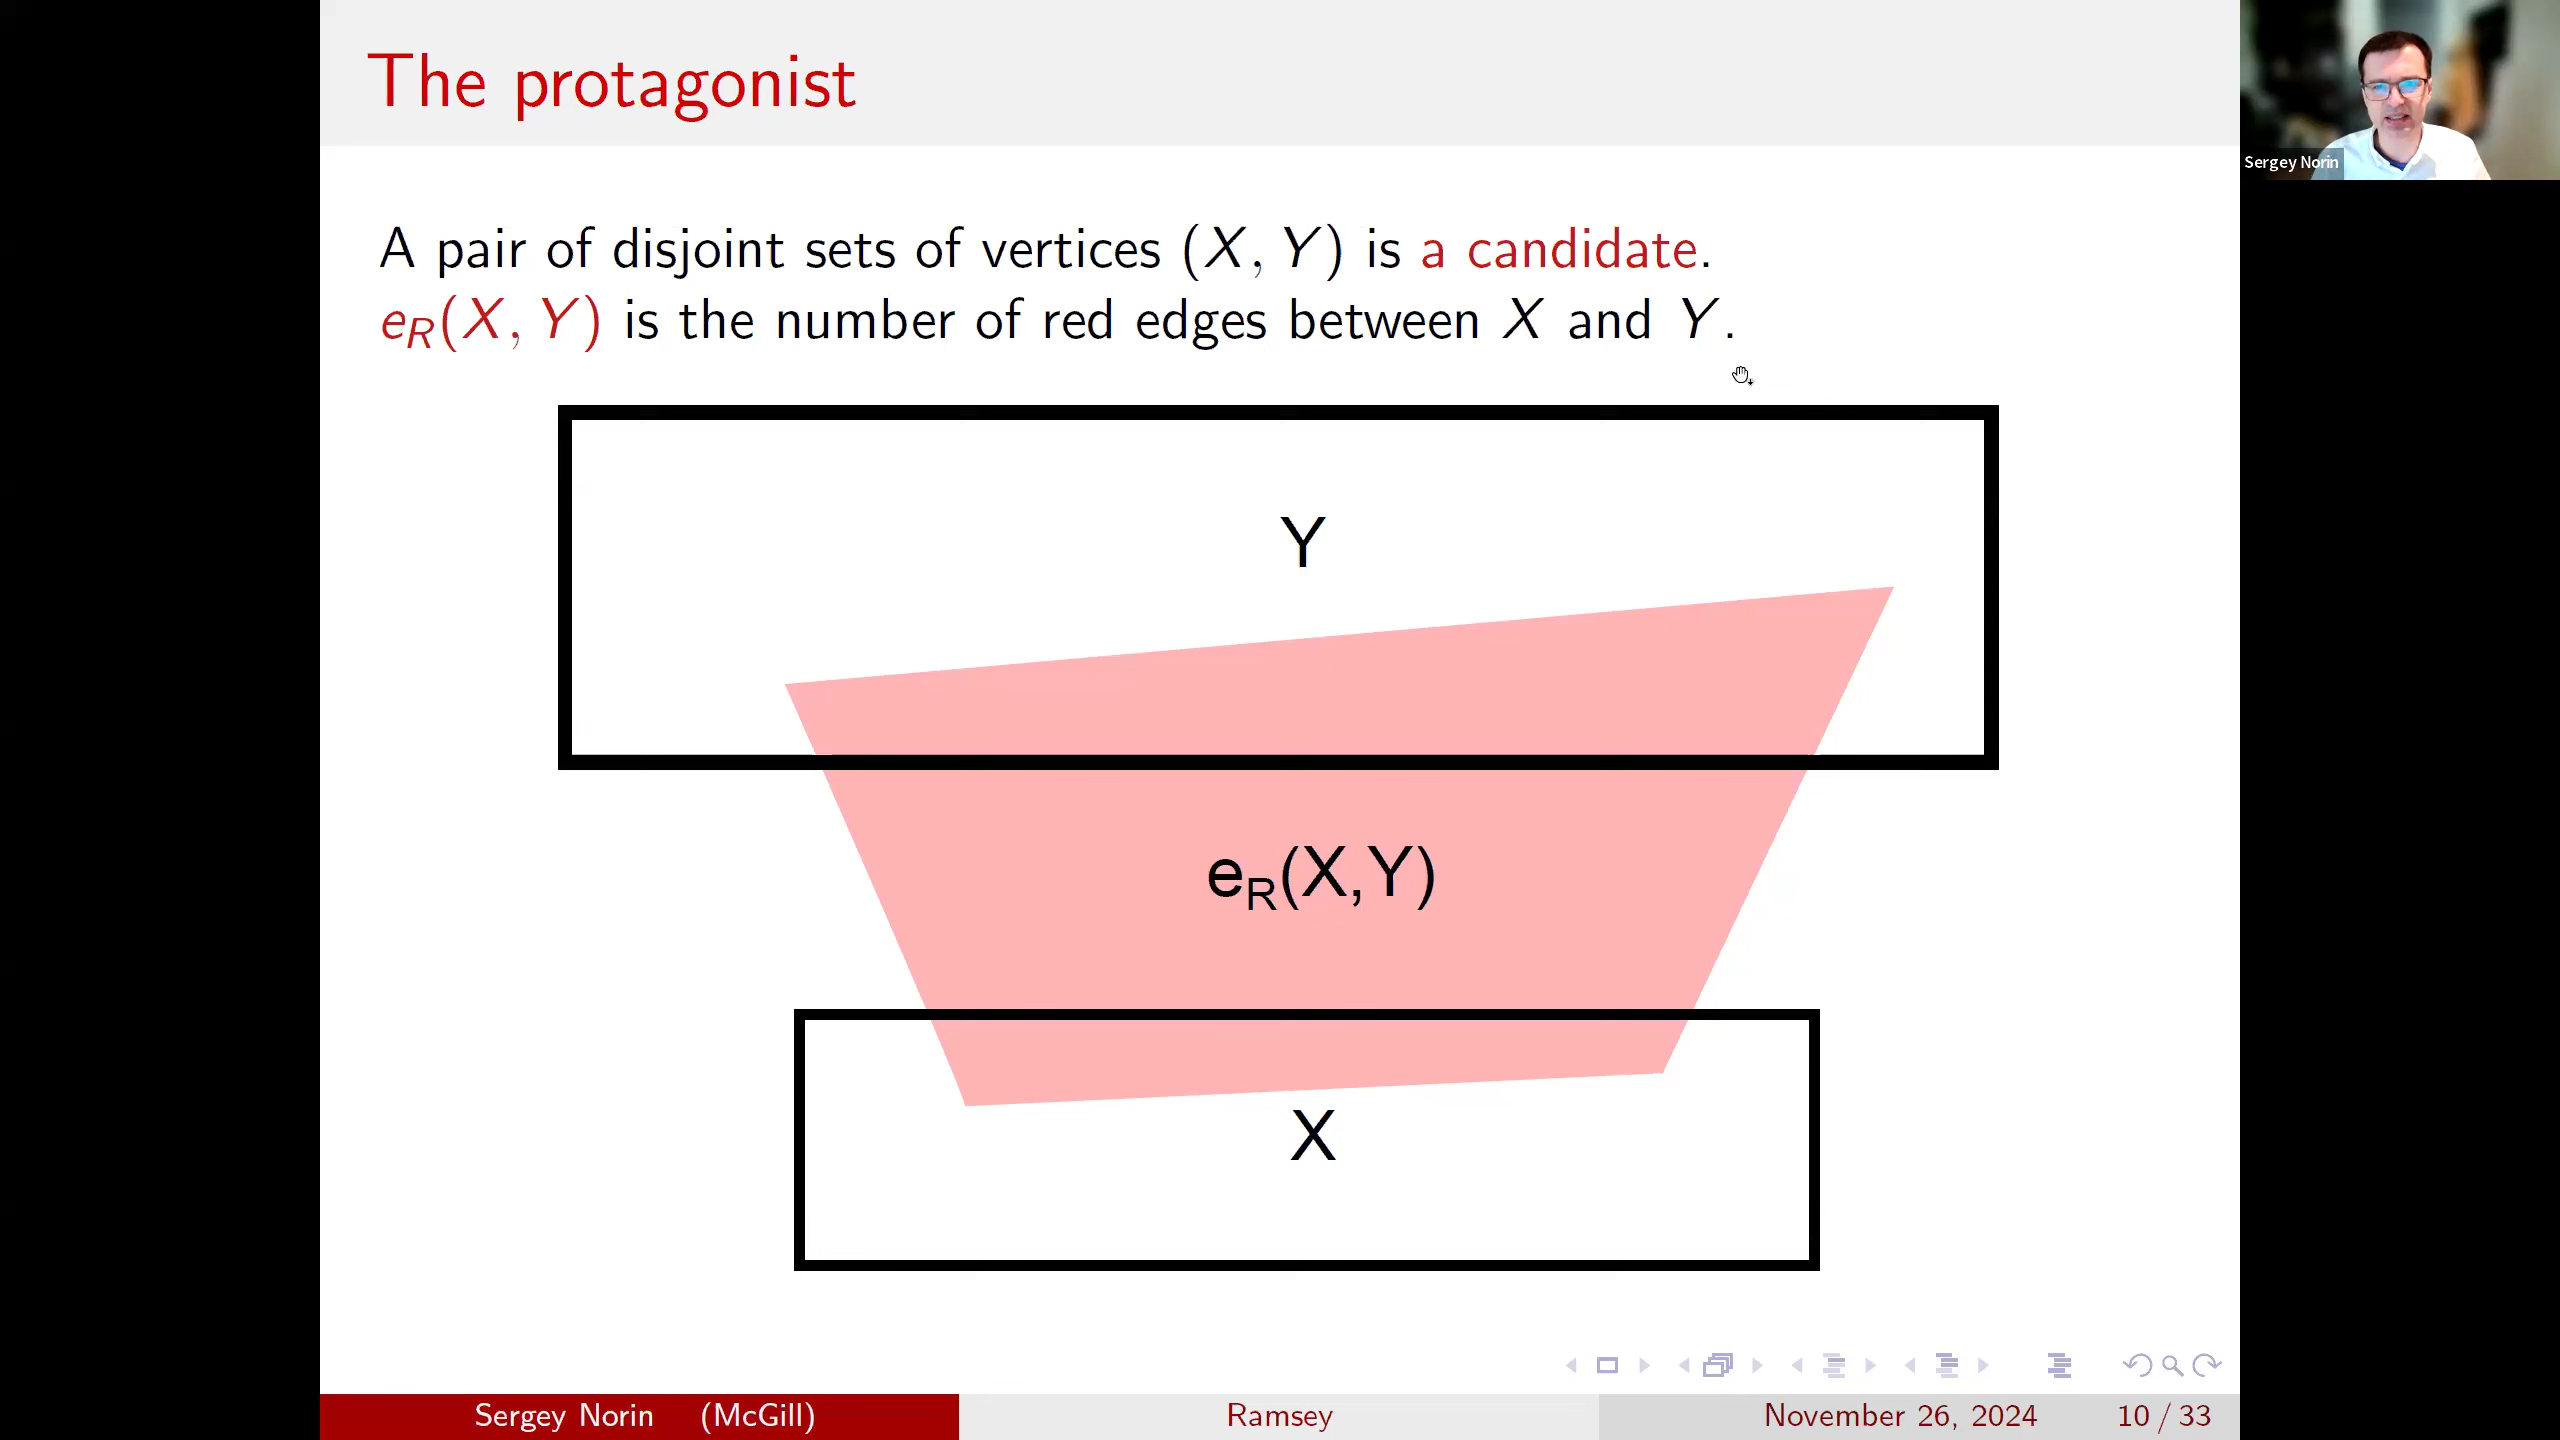 The protagonist
Sergey Norin
A pair of disjoint sets of vertices (X, Y) is a candidate.
e_R(X, Y) is the number of red edges between X and Y.
Y
e_R(X,Y)
X
Sergey Norin (McGill) Ramsey November 26, 2024 10 / 33